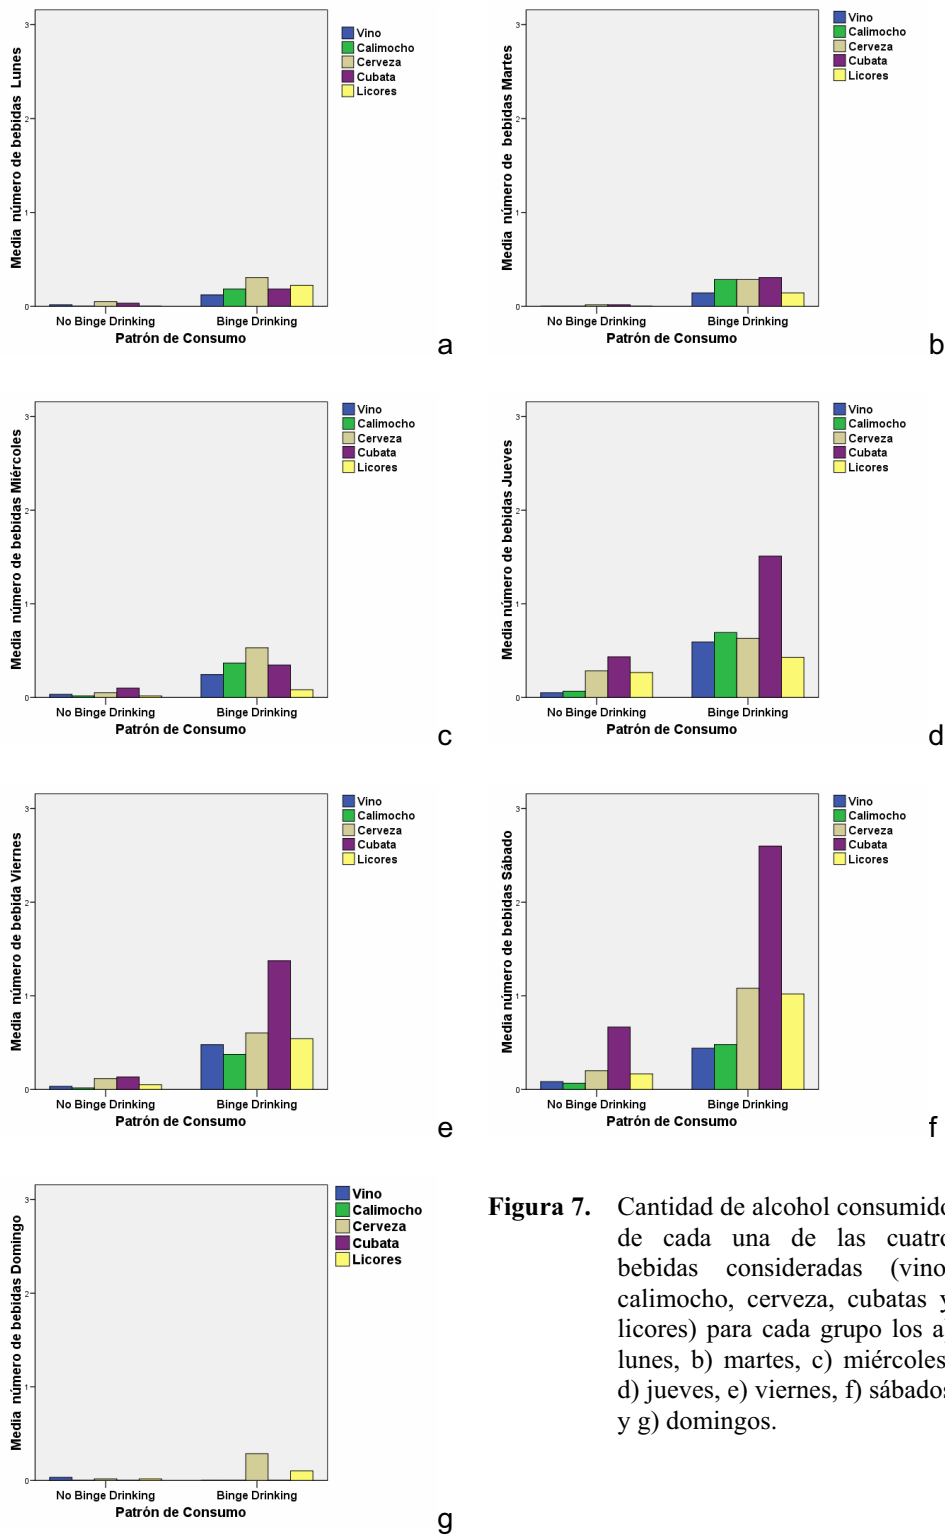 Media número de bebidas Lunes
3
2
1
0
Vino
Calimocho
Cerveza
Cubata
Licores
No Binge Drinking
Binge Drinking
Patrón de Consumo
a
Media número de bebidas Martes
3
2
1
0
Vino
Calimocho
Cerveza
Cubata
Licores
No Binge Drinking
Binge Drinking
Patrón de Consumo
b
Media número de bebidas Miércoles
3
2
1
0
Vino
Calimocho
Cerveza
Cubata
Licores
No Binge Drinking
Binge Drinking
Patrón de Consumo
c
Media número de bebidas Jueves
3
2
1
0
Vino
Calimocho
Cerveza
Cubata
Licores
No Binge Drinking
Binge Drinking
Patrón de Consumo
d
Media número de bebida Viernes
3
2
1
0
Vino
Calimocho
Cerveza
Cubata
Licores
No Binge Drinking
Binge Drinking
Patrón de Consumo
e
Media número de bebidas Sábado
3
2
1
0
Vino
Calimocho
Cerveza
Cubata
Licores
No Binge Drinking
Binge Drinking
Patrón de Consumo
f
Media número de bebidas Domingo
3
2
1
0
Vino
Calimocho
Cerveza
Cubata
Licores
No Binge Drinking
Binge Drinking
Patrón de Consumo
g
Figura 7. Cantidad de alcohol consumido
de cada una de las cuatro
bebidas consideradas (vino,
calimocho, cerveza, cubatas y
licores) para cada grupo los a)
lunes, b) martes, c) miércoles,
d) jueves, e) viernes, f) sábados
y g) domingos.